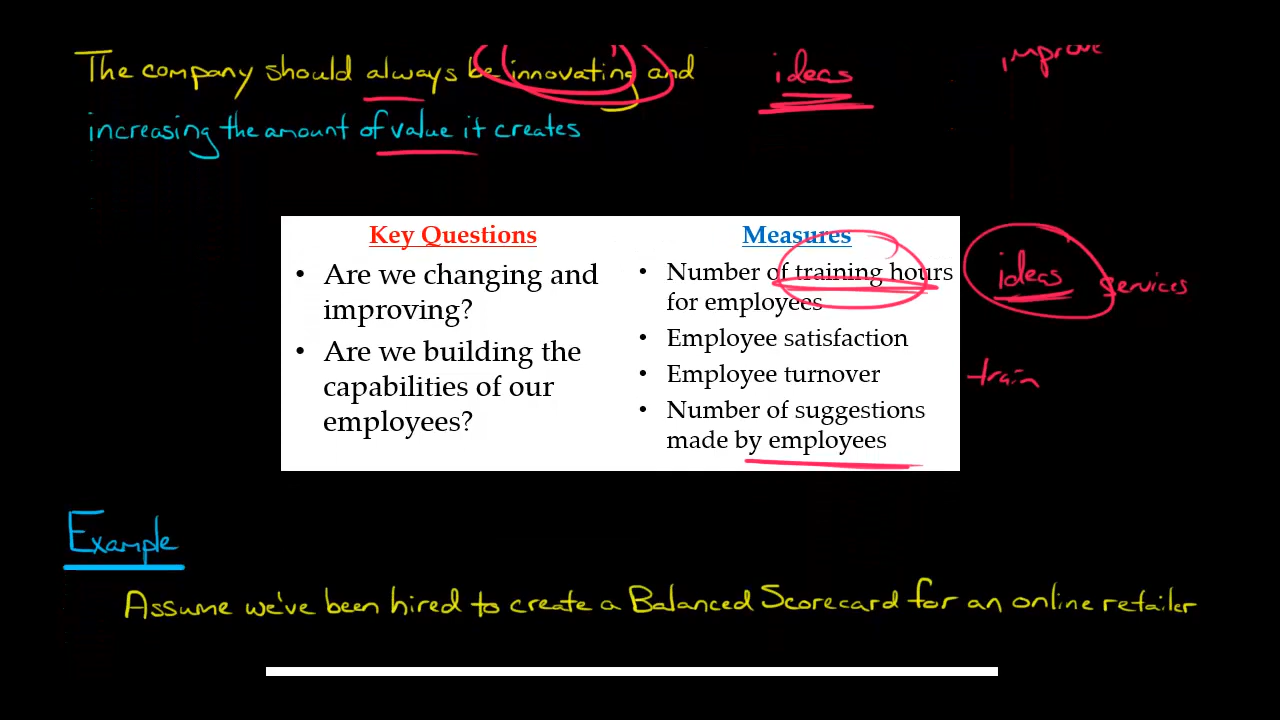 improve
The company should always be innovating and
ideas
increasing the amount of value it creates
Key Questions
• Are we changing and
improving?
• Are we building the
capabilities of our
employees?
Measures
• Number of training hours
for employees
• Employee satisfaction
• Employee turnover
• Number of suggestions
made by employees
ideas
services
train
Example
Assume we've been hired to create a Balanced Scorecard for an online retailer